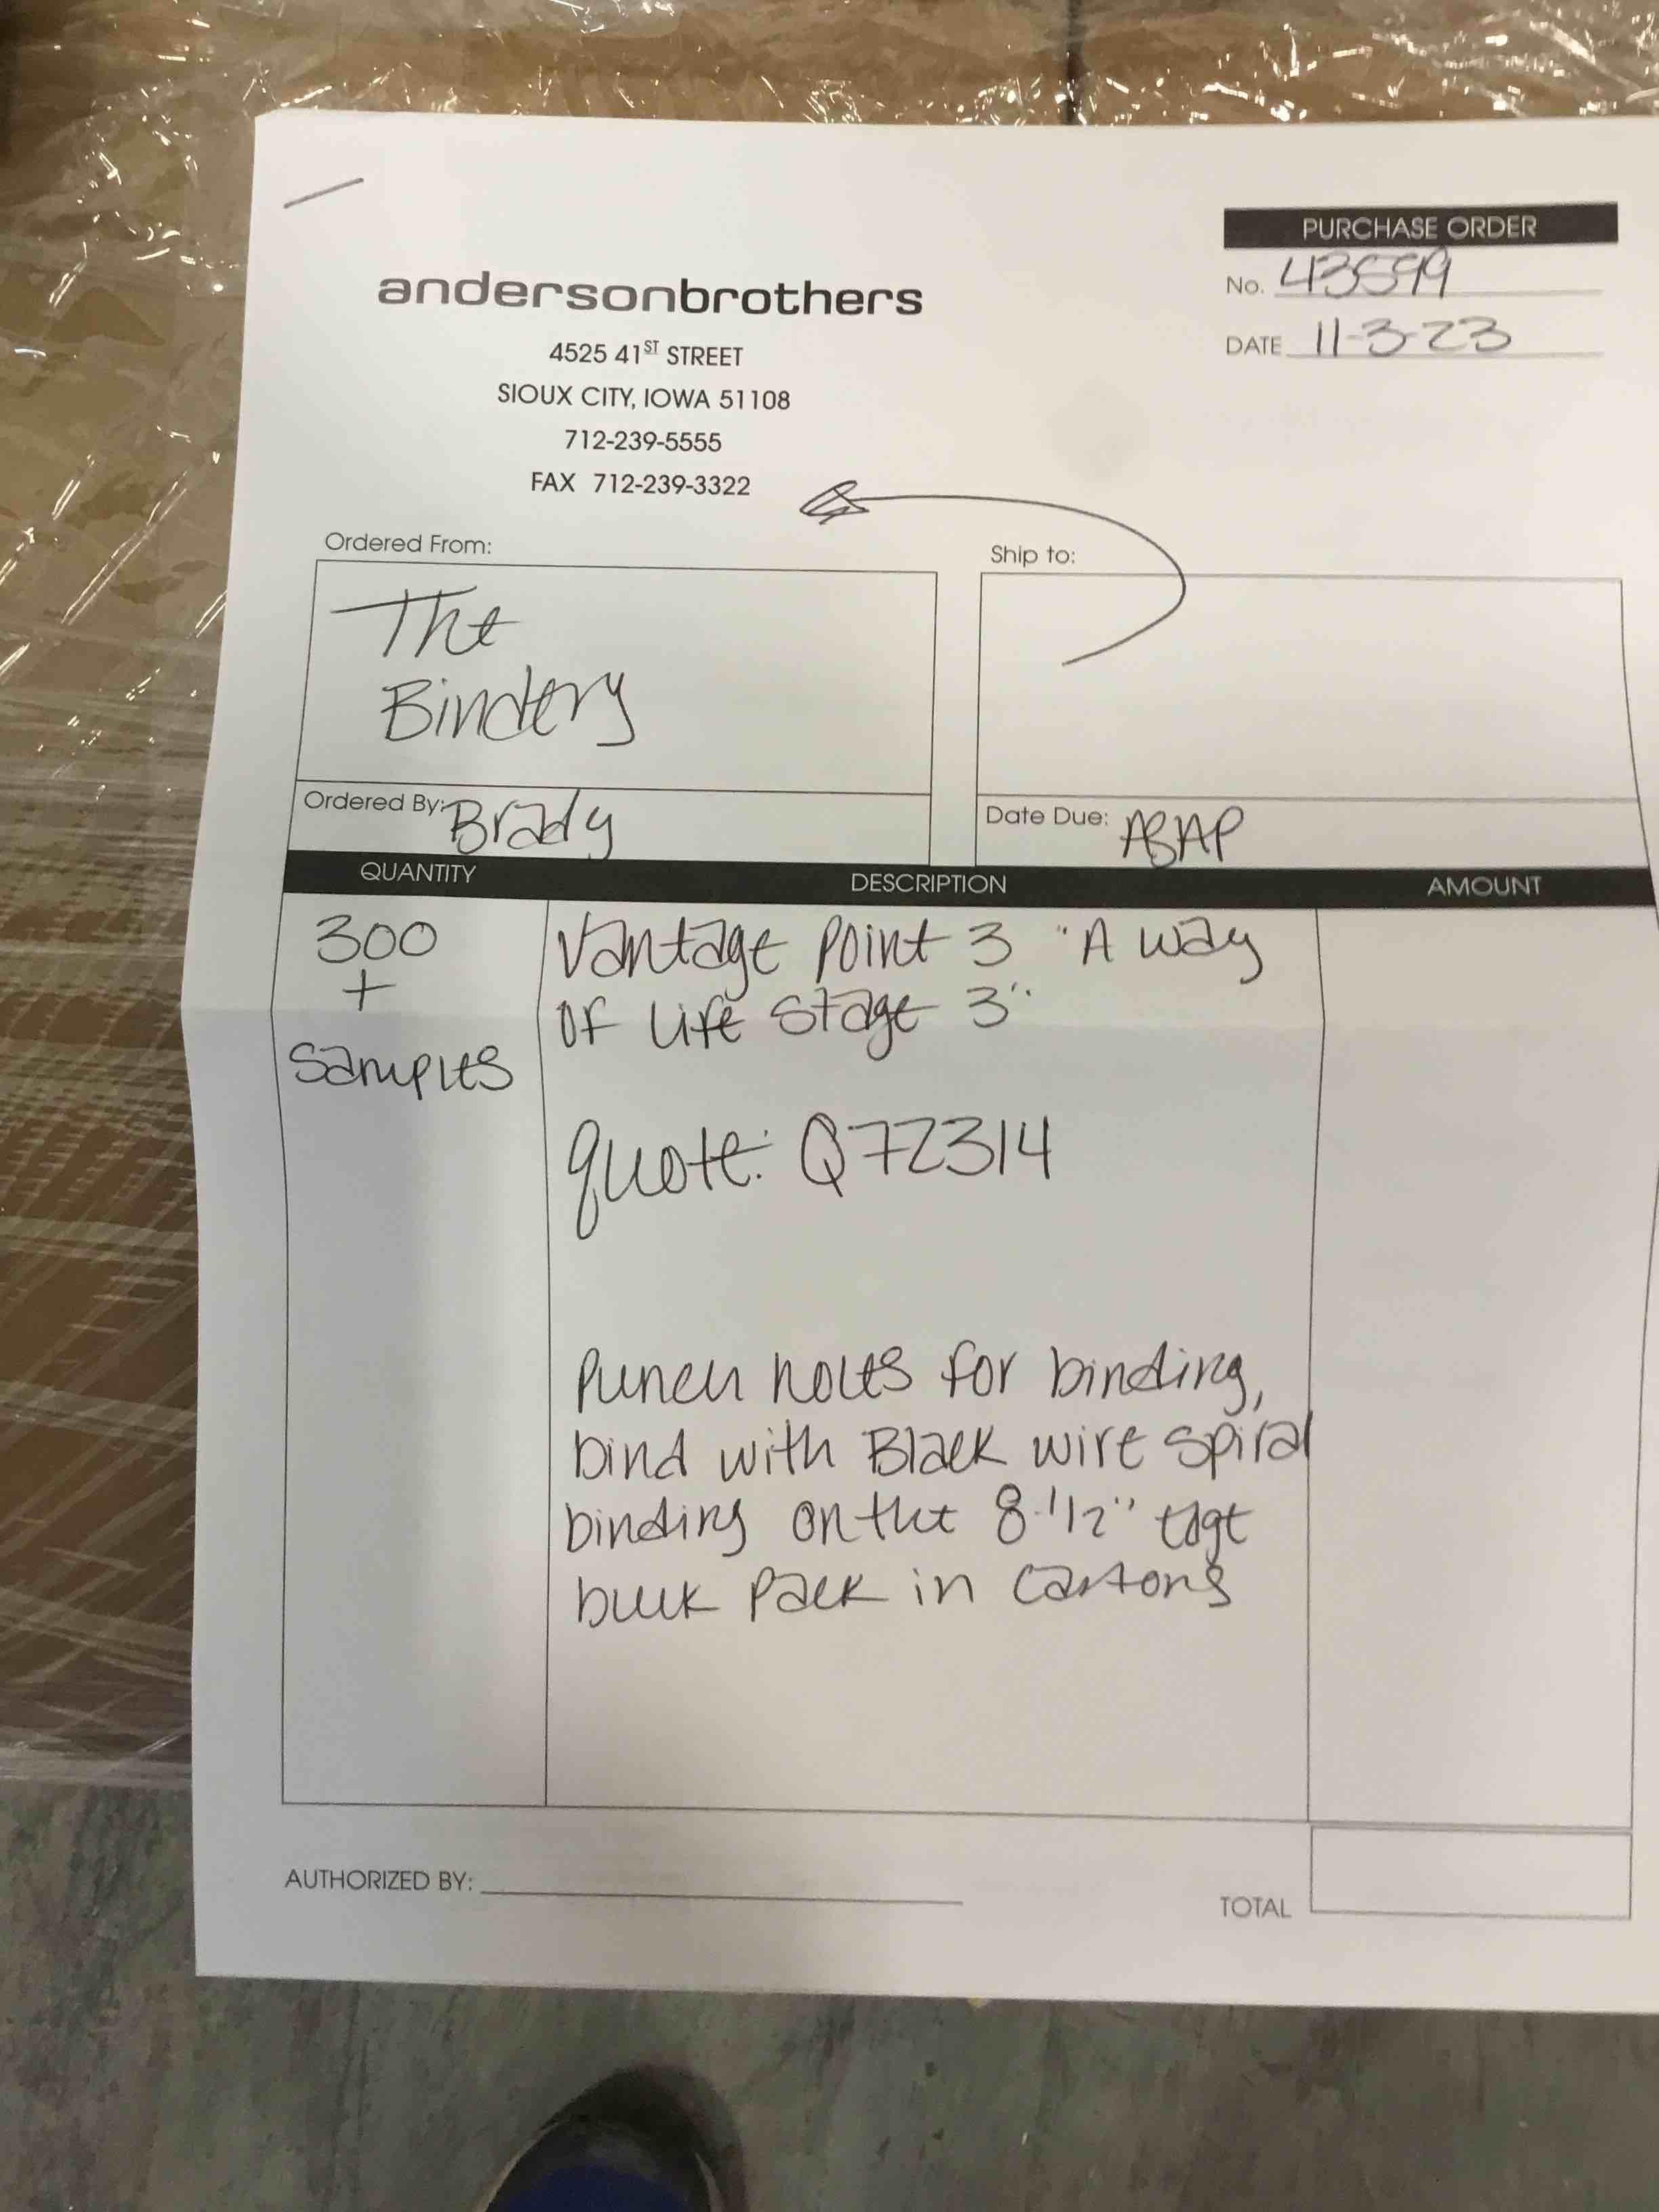 PURCHASE ORDER
No. 43599
DATE 11-3-23
andersonbrothers
4525 41ST STREET
SIOUX CITY, IOWA 51108
712-239-5555
FAX 712-239-3322
Ordered From:
The
Bindery
Ship to:
Ordered By: Brady
Date Due: ASAP
QUANTITY DESCRIPTION AMOUNT
300
+
Samples
Vantage Point 3 "A way
of Life Stage 3"
quote: Q72314
Punch holes for binding,
bind with Black wire spiral
binding on the 8-1/2" edge
bulk pack in cartons
AUTHORIZED BY:
TOTAL